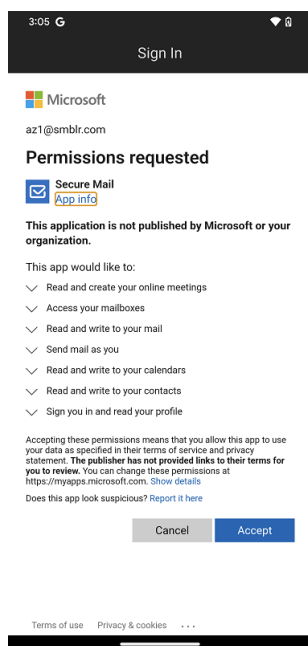 3:05 G
Sign In
Microsoft
az1@smblr.com
Permissions requested
Secure Mail
App info
This application is not published by Microsoft or your
organization.
This app would like to:
Read and create your online meetings
Access your mailboxes
Read and write to your mail
Send mail as you
Read and write to your calendars
Read and write to your contacts
Sign you in and read your profile
Accepting these permissions means that you allow this app to use
your data as specified in their terms of service and privacy
statement. The publisher has not provided links to their terms for
you to review. You can change these permissions at
https://myapps.microsoft.com. Show details
Does this app look suspicious? Report it here
Cancel
Accept
Terms of use Privacy & cookies ...